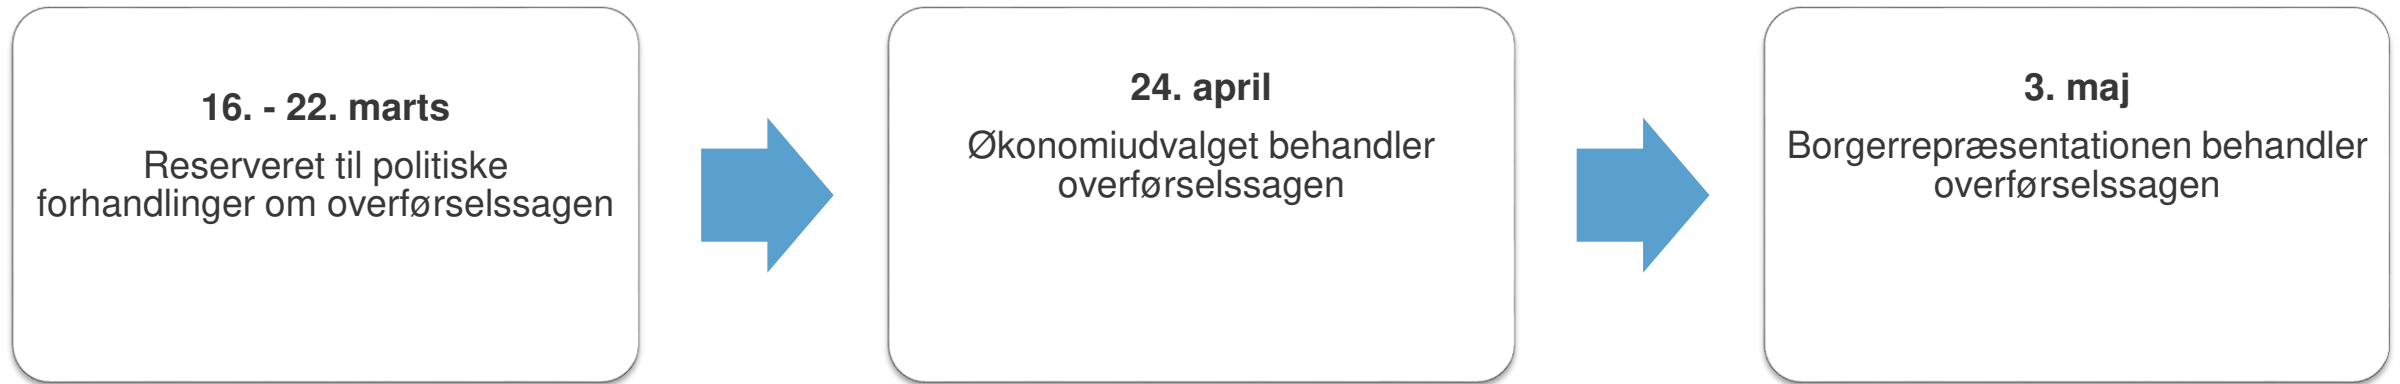 16. - 22. marts
Reserveret til politiske
forhandlinger om overførselssagen
24. april
Økonomiudvalget behandler
overførselssagen
3. maj
Borgerrepræsentationen behandler
overførselssagen